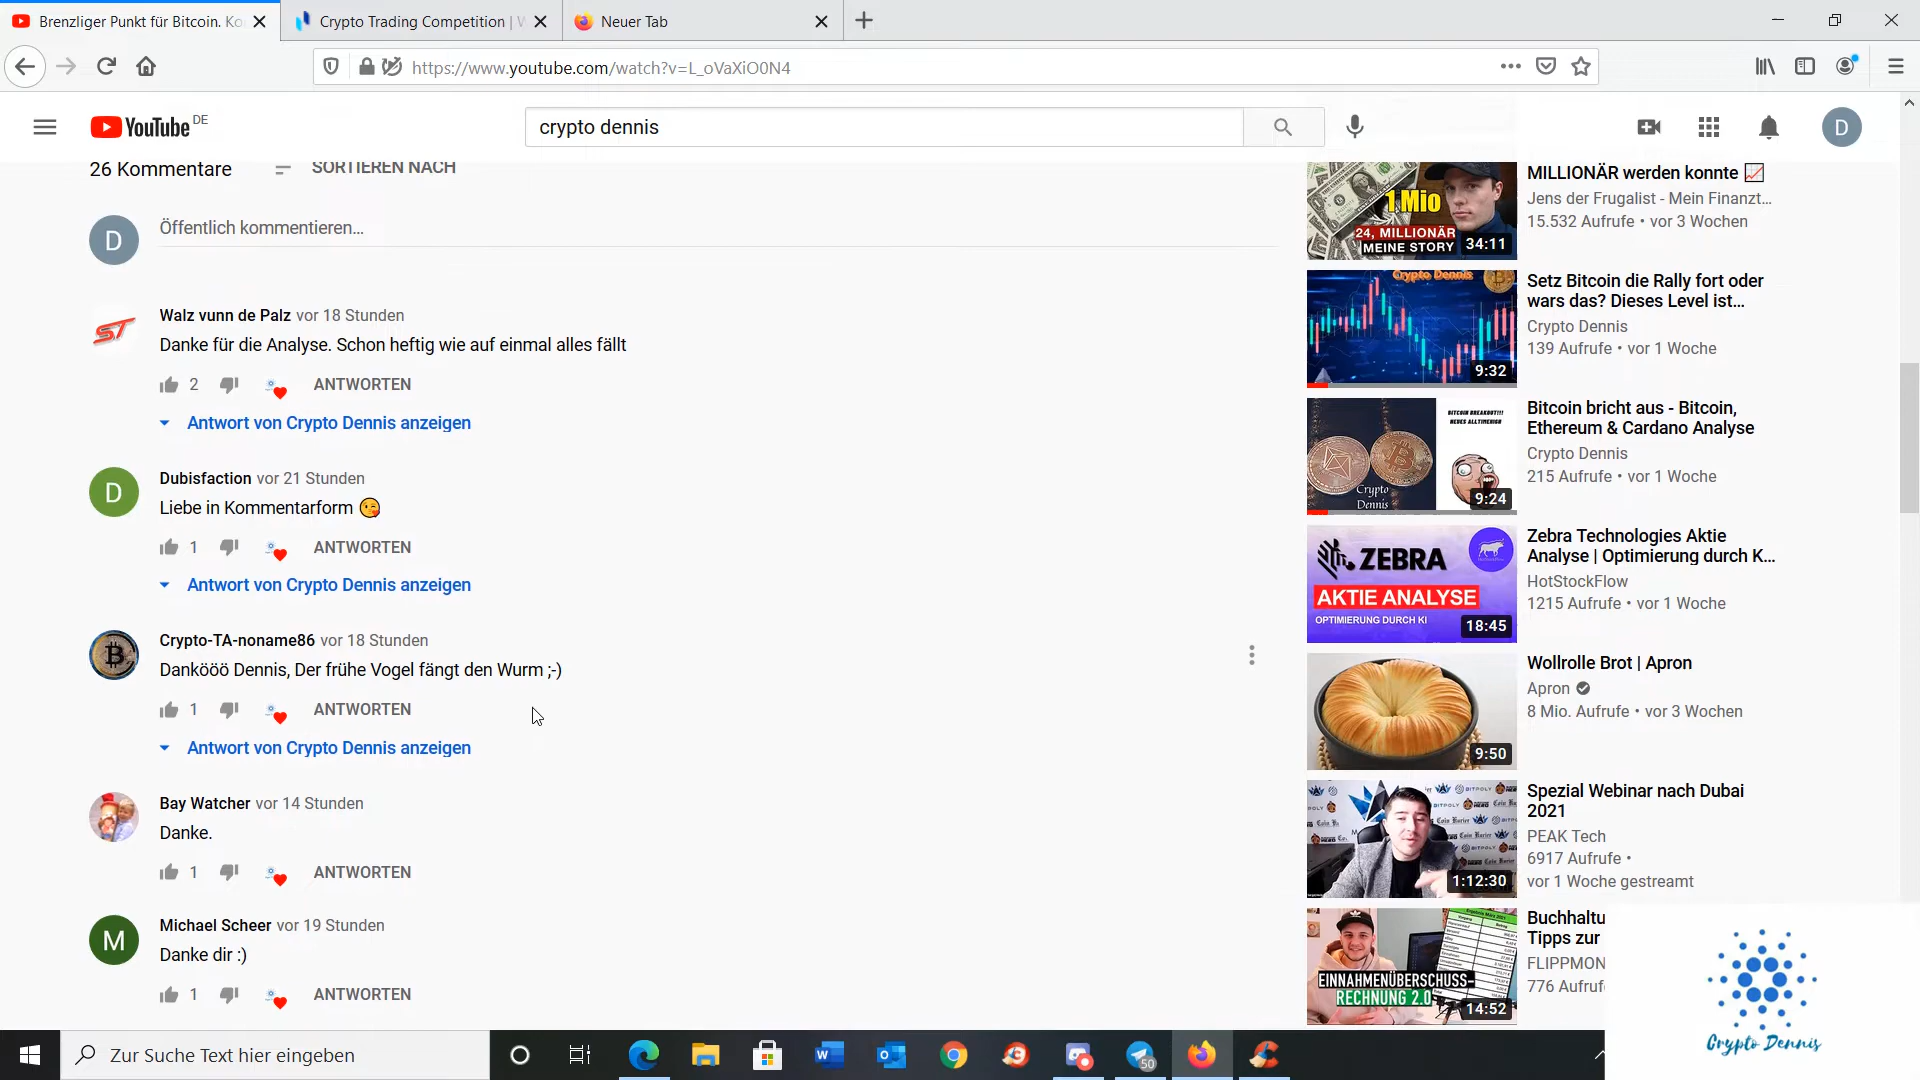 Brenzliger Punkt für Bitcoin. Ko
Crypto Trading Competition |
Neuer Tab
https://www.youtube.com/watch?v=L_oVaXiO0N4
YouTube DE
crypto dennis
D
26 Kommentare
SORTIEREN NACH
D
Öffentlich kommentieren...
ST
Walz vunn de Palz vor 18 Stunden
Danke für die Analyse. Schon heftig wie auf einmal alles fällt
2
ANTWORTEN
Antwort von Crypto Dennis anzeigen
D
Dubisfaction vor 21 Stunden
Liebe in Kommentarform 😘
1
ANTWORTEN
Antwort von Crypto Dennis anzeigen
Crypto-TA-noname86 vor 18 Stunden
Dankööö Dennis, Der frühe Vogel fängt den Wurm ;-)
1
ANTWORTEN
Antwort von Crypto Dennis anzeigen
Bay Watcher vor 14 Stunden
Danke.
1
ANTWORTEN
M
Michael Scheer vor 19 Stunden
Danke dir :)
1
ANTWORTEN
1 Mio
24, MILLIONÄR
MEINE STORY
34:11
MILLIONÄR werden konnte 📈
Jens der Frugalist - Mein Finanzt...
15.532 Aufrufe • vor 3 Wochen
Crypto Dennis
9:32
Setz Bitcoin die Rally fort oder
wars das? Dieses Level ist...
Crypto Dennis
139 Aufrufe • vor 1 Woche
BITCOIN BREAKOUT!!!
NEUES ALLTIMEHIGH
Crypto
Dennis
9:24
Bitcoin bricht aus - Bitcoin,
Ethereum & Cardano Analyse
Crypto Dennis
215 Aufrufe • vor 1 Woche
ZEBRA
AKTIE ANALYSE
OPTIMIERUNG DURCH KI
18:45
Zebra Technologies Aktie
Analyse | Optimierung durch K...
HotStockFlow
1215 Aufrufe • vor 1 Woche
9:50
Wollrolle Brot | Apron
Apron
8 Mio. Aufrufe • vor 3 Wochen
1:12:30
Spezial Webinar nach Dubai
2021
PEAK Tech
6917 Aufrufe •
vor 1 Woche gestreamt
EINNAHMENÜBERSCHUSS-
RECHNUNG 2.0
14:52
Buchhaltu
Tipps zur
FLIPPMON
776 Aufruf
Crypto Dennis
Zur Suche Text hier eingeben
50